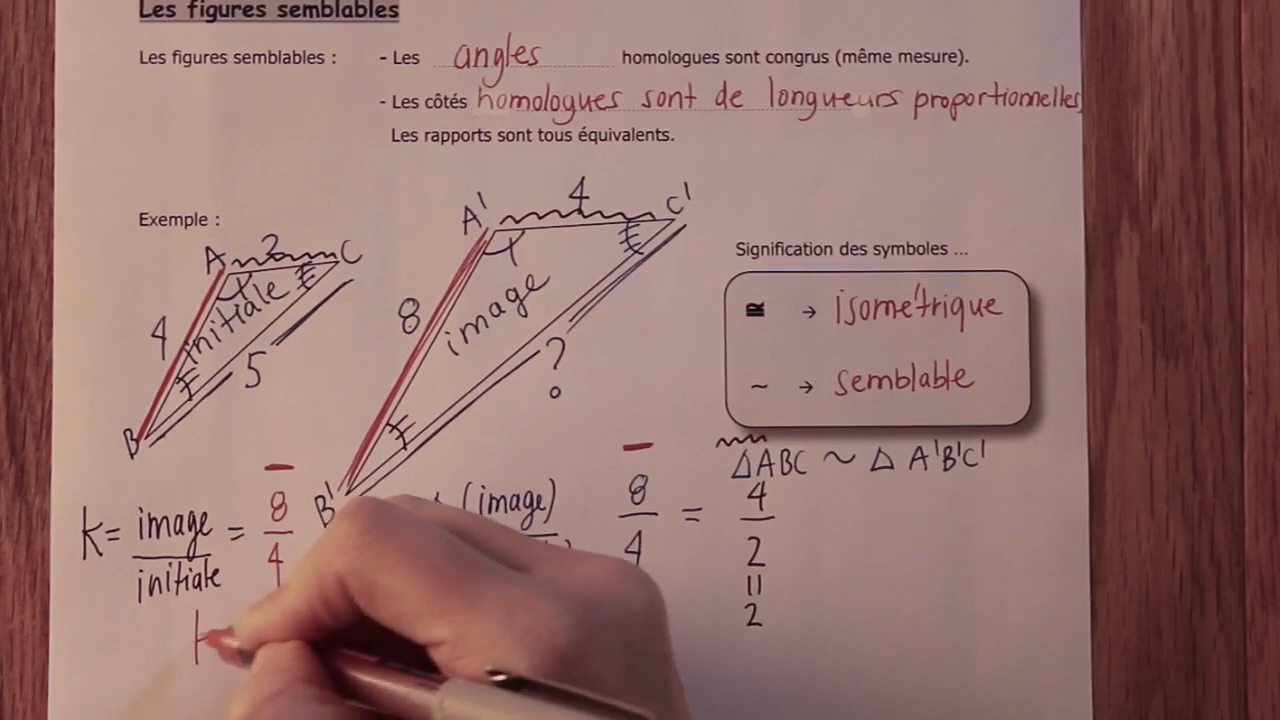 Les figures semblables
Les figures semblables : - Les angles homologues sont congrus (même mesure).
- Les côtés homologues sont de longueurs proportionnelles
Les rapports sont tous équivalents.
Exemple :
A 2 C
4 initiale 5
B
A' 4 C'
8 image ?
B'
Signification des symboles ...
≅ → isométrique
~ → semblable
ΔABC ~ Δ A'B'C'
k = image / initiale = 8 / 4
(image) 8 / 4 = 4 / 2
=
2